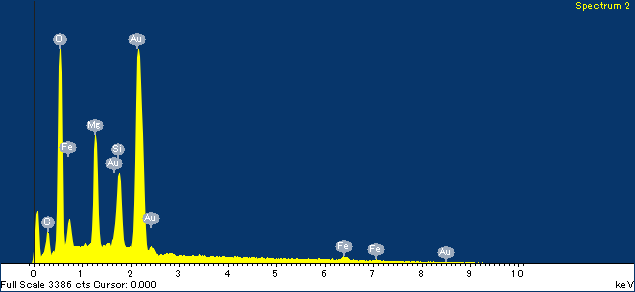 Spectrum 2
O Au
Mg
Fe Si
Au
C Au
Fe Fe Au
0 1 2 3 4 5 6 7 8 9 10
Full Scale 3386 cts Cursor: 0.000 keV